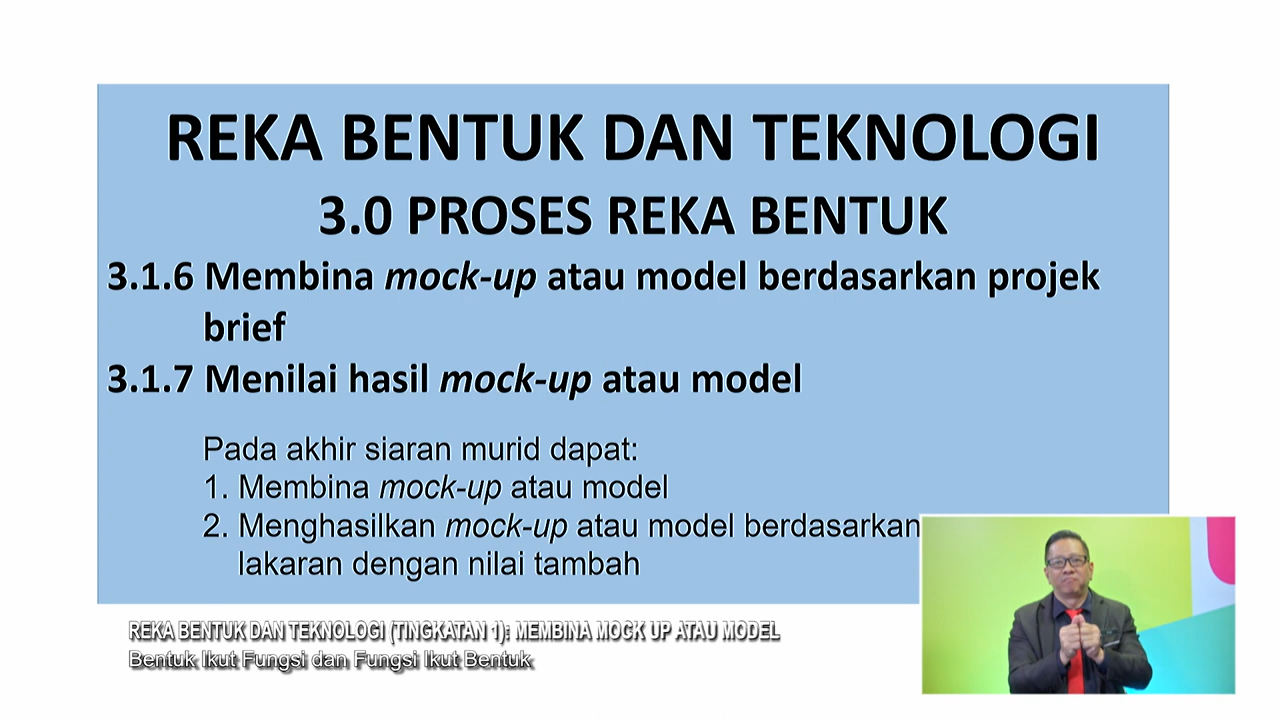 REKA BENTUK DAN TEKNOLOGI
3.0 PROSES REKA BENTUK
3.1.6 Membina mock-up atau model berdasarkan projek
brief
3.1.7 Menilai hasil mock-up atau model
Pada akhir siaran murid dapat:
1. Membina mock-up atau model
2. Menghasilkan mock-up atau model berdasarkan
lakaran dengan nilai tambah
REKA BENTUK DAN TEKNOLOGI (TINGKATAN 1): MEMBINA MOCK UP ATAU MODEL
Bentuk Ikut Fungsi dan Fungsi Ikut Bentuk